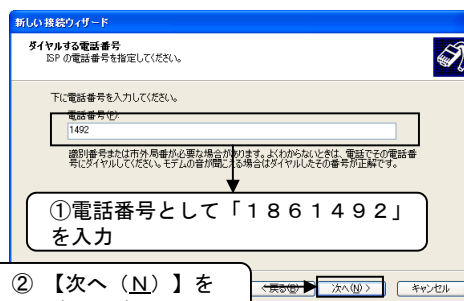 新しい接続ウィザード
ダイヤルする電話番号
ISP の電話番号を指定してください。
下に電話番号を入力してください。
電話番号(P):
1492
識別番号または市外局番が必要な場合があります。よくわからないときは、電話でその電話番
号にダイヤルしてください。モデムの音が聞こえる場合はダイヤルしたその番号が正解です。
①電話番号として「１８６１４９２」
を入力
② 【次へ（N）】を
<戻る(B)
次へ(N) >
キャンセル